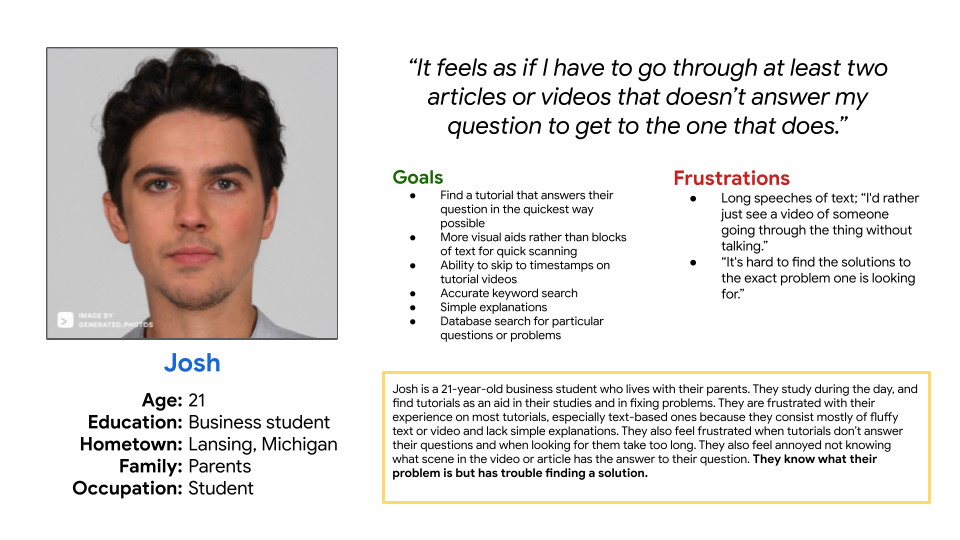 “It feels as if I have to go through at least two
articles or videos that doesn’t answer my
question to get to the one that does.”
Goals
● Find a tutorial that answers their
question in the quickest way
possible
● More visual aids rather than blocks
of text for quick scanning
● Ability to skip to timestamps on
tutorial videos
● Accurate keyword search
● Simple explanations
● Database search for particular
questions or problems
Frustrations
● Long speeches of text; “I'd rather
just see a video of someone
going through the thing without
talking.”
● “It's hard to find the solutions to
the exact problem one is looking
for.”
IMAGE BY
GENERATED.PHOTOS
Josh
Age: 21
Education: Business student
Hometown: Lansing, Michigan
Family: Parents
Occupation: Student
Josh is a 21-year-old business student who lives with their parents. They study during the day, and
find tutorials as an aid in their studies and in fixing problems. They are frustrated with their
experience on most tutorials, especially text-based ones because they consist mostly of fluffy
text or video and lack simple explanations. They also feel frustrated when tutorials don’t answer
their questions and when looking for them take too long. They also feel annoyed not knowing
what scene in the video or article has the answer to their question. They know what their
problem is but has trouble finding a solution.